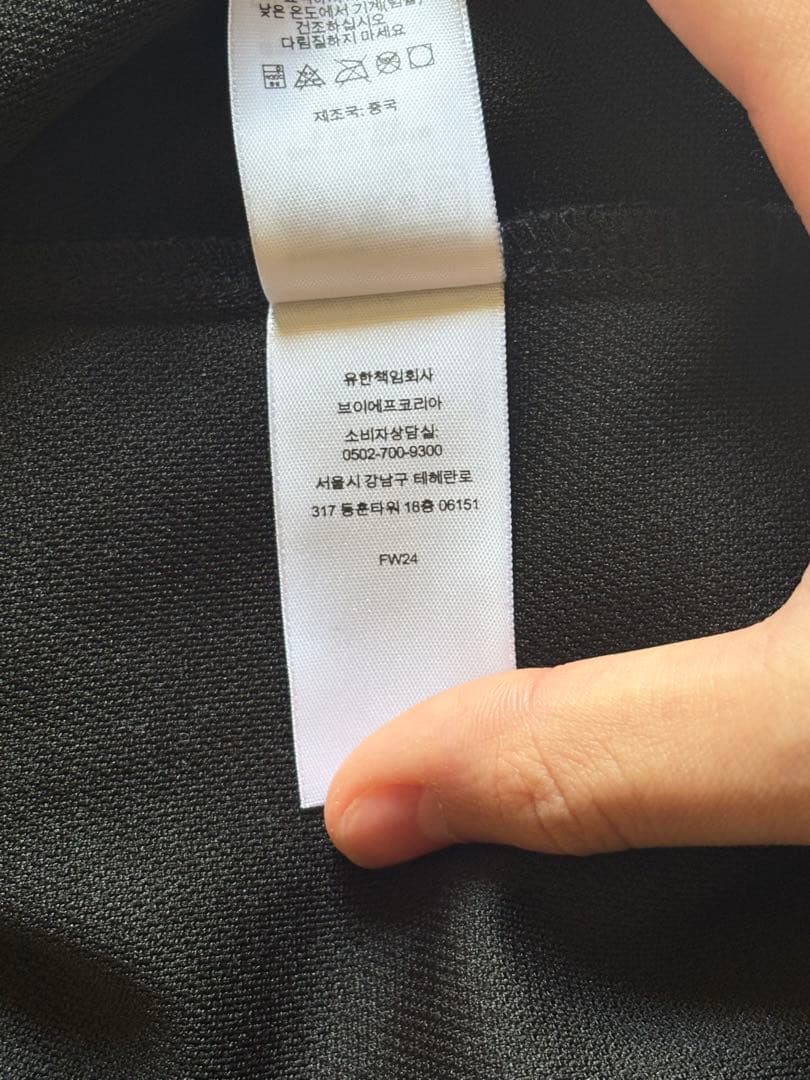 낮은 온도에서 기계(텀블)
건조하십시오
다림질하지 마세요
제조국: 중국
유한책임회사
브이에프코리아
소비자상담실:
0502-700-9300
서울시 강남구 테헤란로
317 동훈타워 18층 06151
FW24